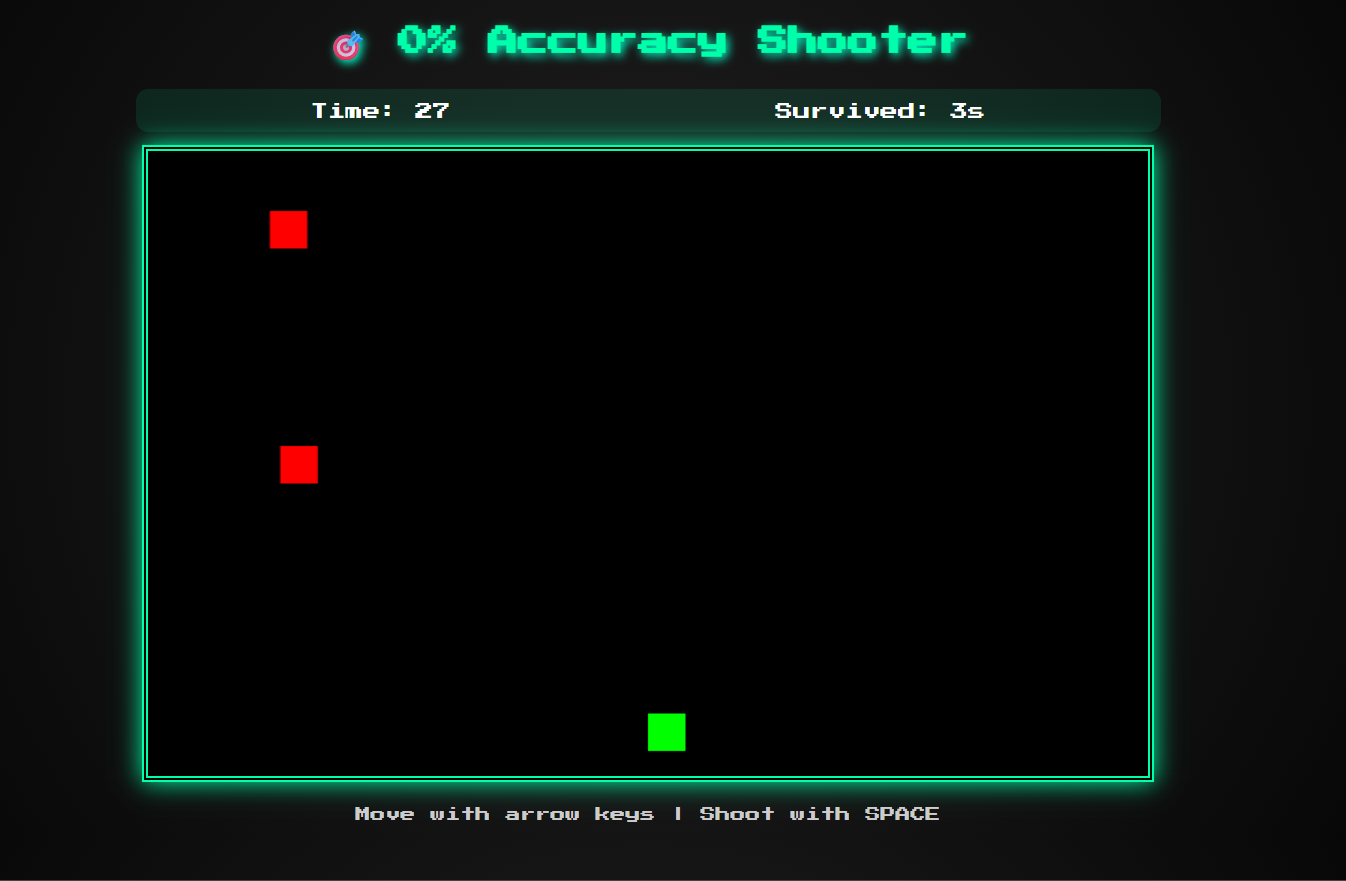 🎯 0% Accuracy Shooter
Time: 27 Survived: 3s
Move with arrow keys | Shoot with SPACE